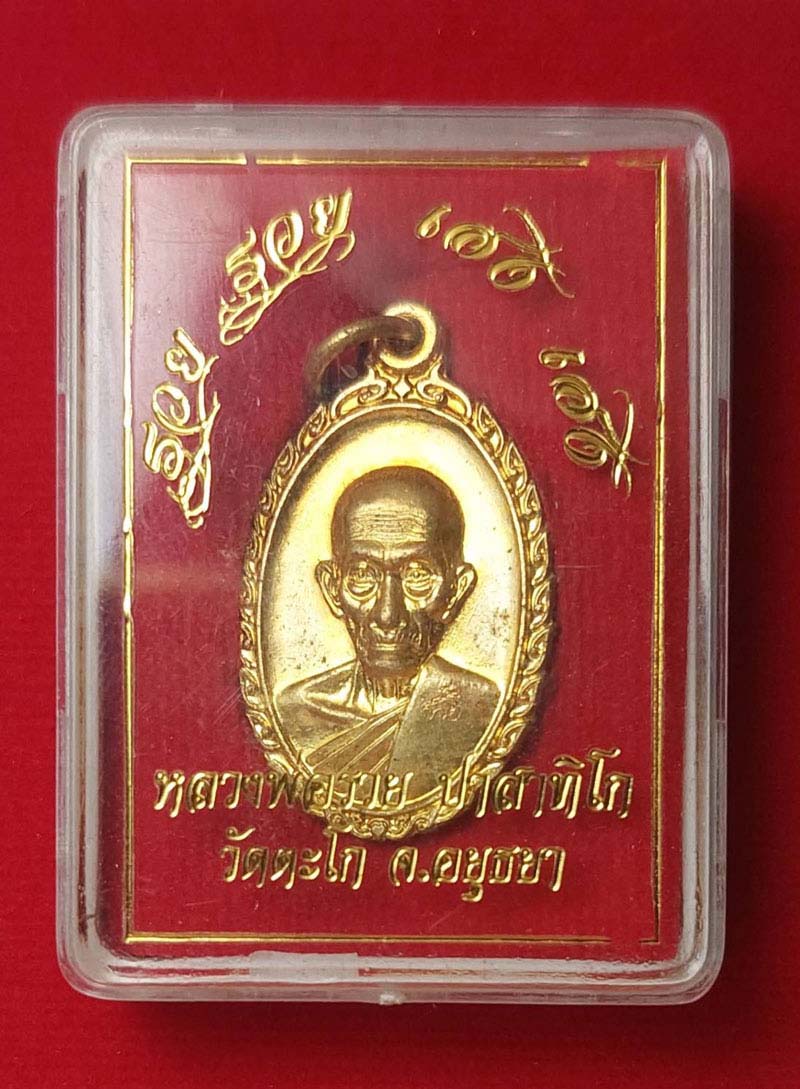 รวย รวย เฮง เฮง
หลวงพ่อรวย ปาสาทิโก
วัดตะโก จ.อยุธยา